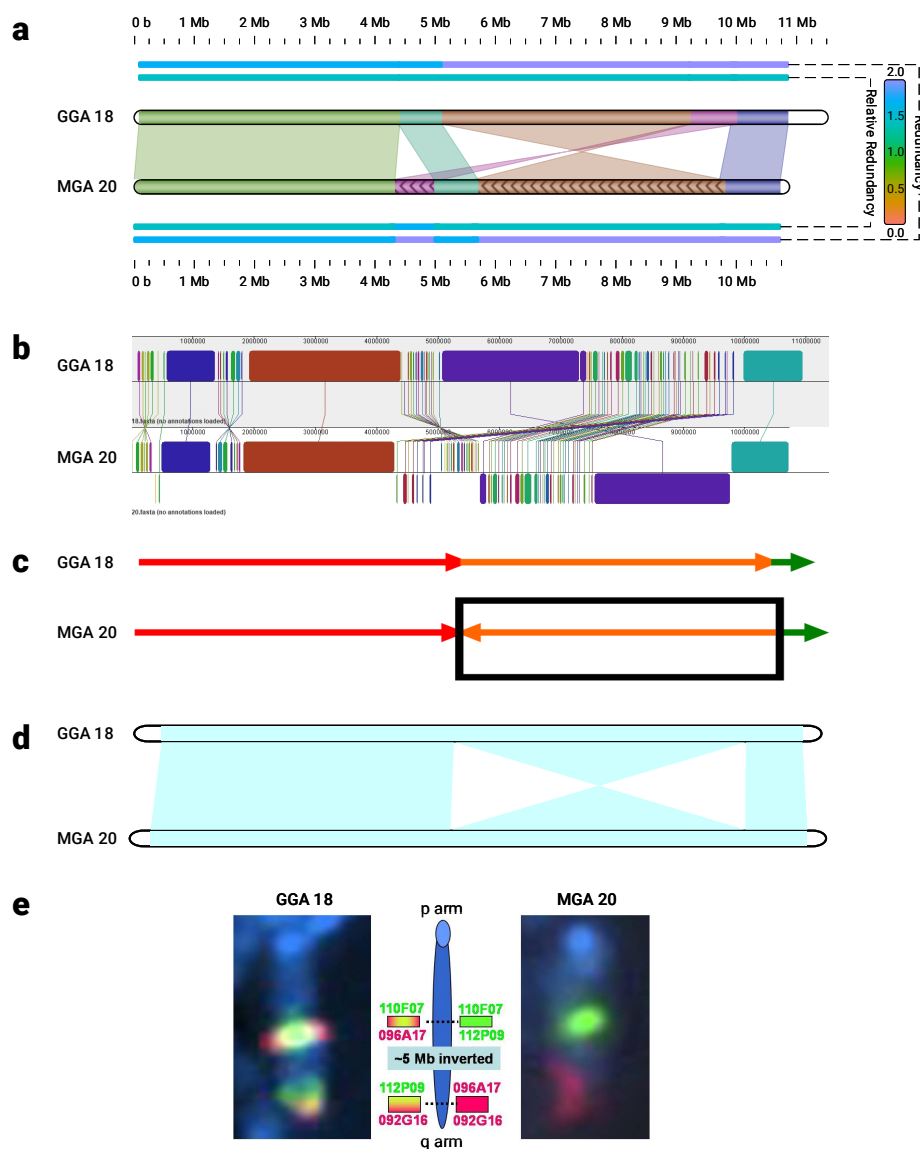 a
0 b 1 Mb 2 Mb 3 Mb 4 Mb 5 Mb 6 Mb 7 Mb 8 Mb 9 Mb 10 Mb 11 Mb
GGA 18
MGA 20
0 b 1 Mb 2 Mb 3 Mb 4 Mb 5 Mb 6 Mb 7 Mb 8 Mb 9 Mb 10 Mb
Relative Redundancy
2.0
1.5
1.0
0.5
0.0
b
1000000 2000000 3000000 4000000 5000000 6000000 7000000 8000000 9000000 10000000 11000000
GGA 18
18.fasta (no annotations loaded)
1000000 2000000 3000000 4000000 5000000 6000000 7000000 8000000 9000000 10000000
MGA 20
20.fasta (no annotations loaded)
c
GGA 18
MGA 20
d
GGA 18
MGA 20
e
GGA 18
p arm
MGA 20
110F07 110F07
096A17 112P09
~5 Mb inverted
112P09 096A17
092G16 092G16
q arm